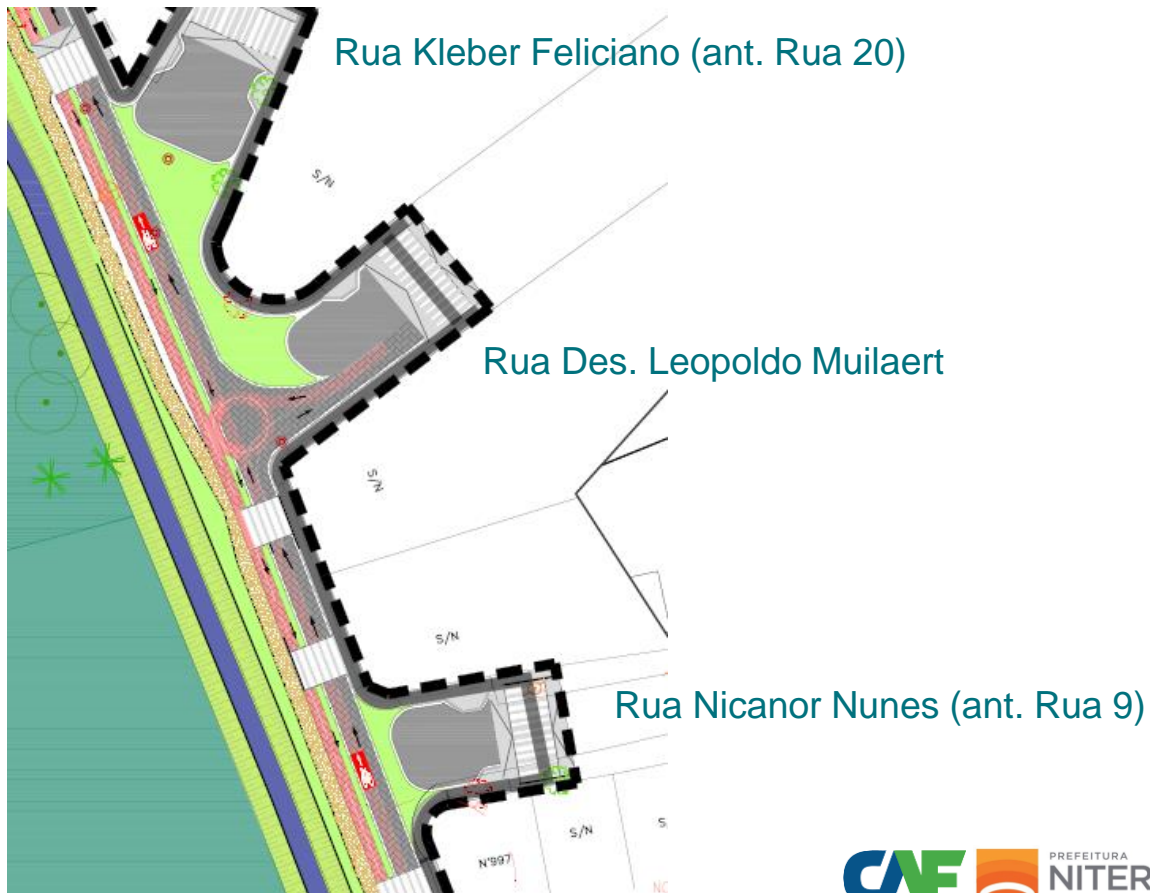 Rua Kleber Feliciano (ant. Rua 20)
S/N
Rua Des. Leopoldo Muilaert
S/N
S/N
Rua Nicanor Nunes (ant. Rua 9)
S/N
N°997
CAF
PREFEITURA
NITER